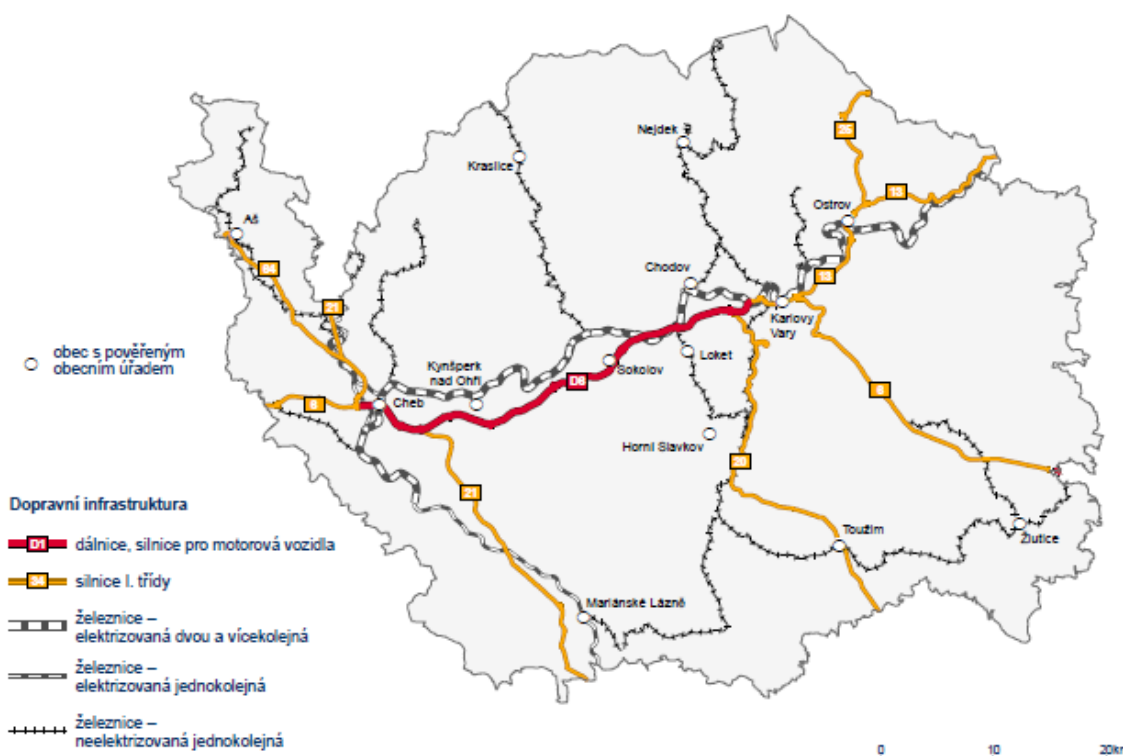 Nejdek
Kraslice
25
13
Ostrov
Aš
64
13
Chodov
21
Karlovy
Vary
obec s pověřeným
obecním úřadem
Kynšperk
nad Ohří
Loket
Sokolov
D6
6
Cheb
6
Horní Slavkov
20
21
Dopravní infrastruktura
D1
dálnice, silnice pro motorová vozidla
Toužim
Žlutice
34
silnice I. třídy
Mariánské Lázně
železnice –
elektrizovaná dvou a vícekolejná
železnice –
elektrizovaná jednokolejná
železnice –
neelektrizovaná jednokolejná
0 10 20km